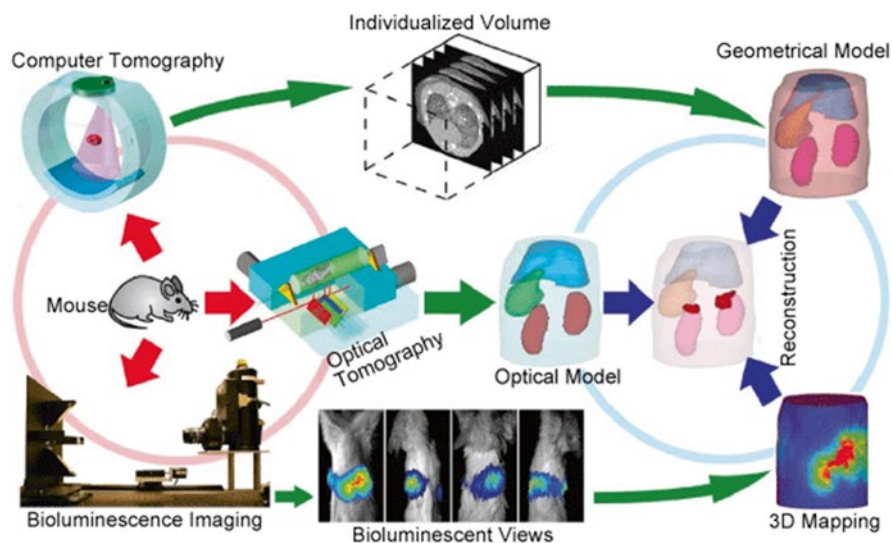 Individualized Volume
Computer Tomography
Geometrical Model
Mouse
Optical
Tomography
Optical Model
Reconstruction
Bioluminescence Imaging
Bioluminescent Views
3D Mapping